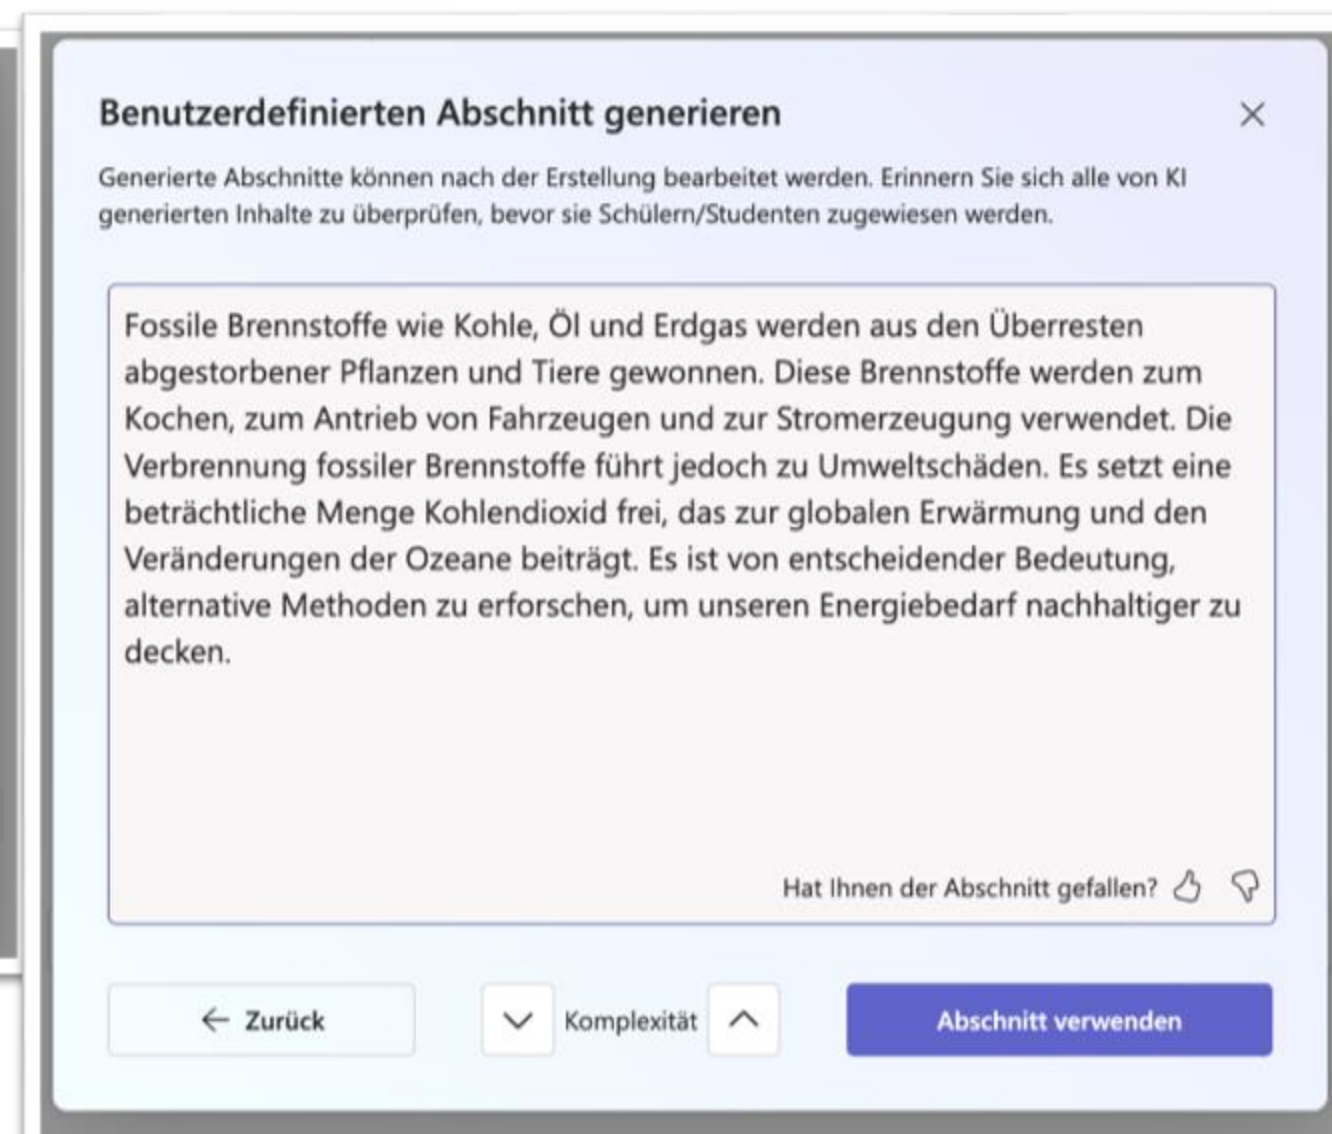 Benutzerdefinierten Abschnitt generieren
Generierte Abschnitte können nach der Erstellung bearbeitet werden. Erinnern Sie sich alle von KI
generierten Inhalte zu überprüfen, bevor sie Schülern/Studenten zugewiesen werden.
Fossile Brennstoffe wie Kohle, Öl und Erdgas werden aus den Überresten
abgestorbener Pflanzen und Tiere gewonnen. Diese Brennstoffe werden zum
Kochen, zum Antrieb von Fahrzeugen und zur Stromerzeugung verwendet. Die
Verbrennung fossiler Brennstoffe führt jedoch zu Umweltschäden. Es setzt eine
beträchtliche Menge Kohlendioxid frei, das zur globalen Erwärmung und den
Veränderungen der Ozeane beiträgt. Es ist von entscheidender Bedeutung,
alternative Methoden zu erforschen, um unseren Energiebedarf nachhaltiger zu
decken.
Hat Ihnen der Abschnitt gefallen?
Zurück
Komplexität
Abschnitt verwenden